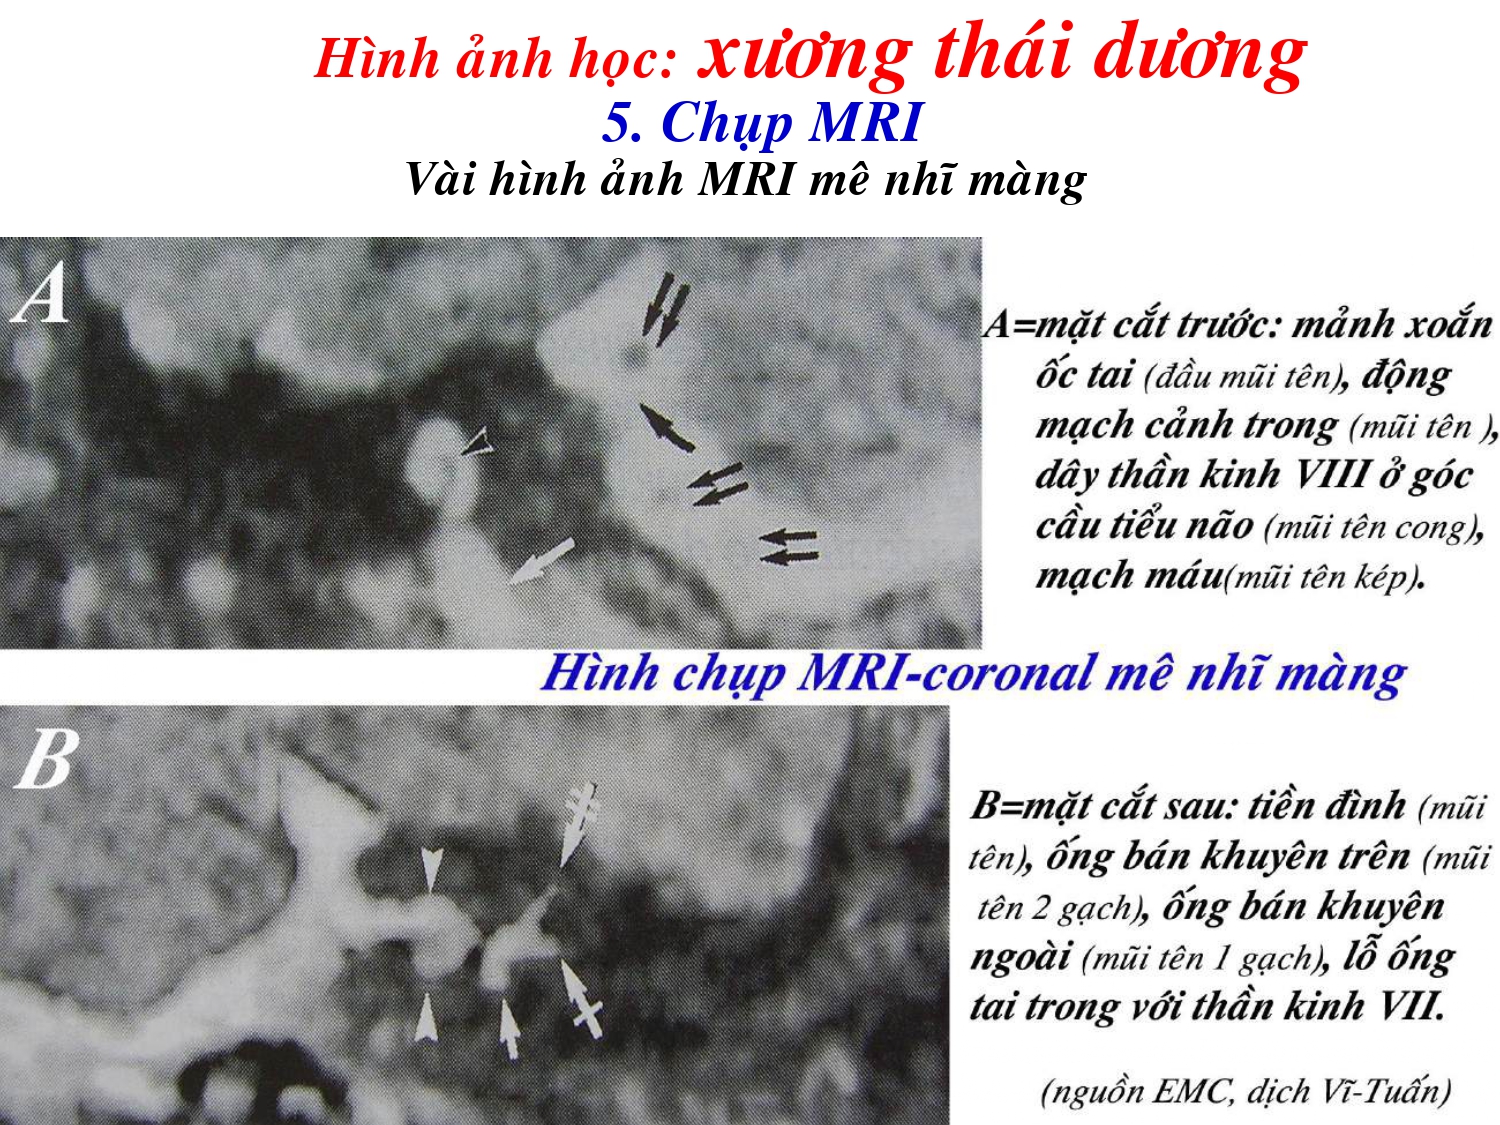 Hình ảnh học: xương thái dương
5. Chụp MRI
Vài hình ảnh MRI mê nhĩ màng
A
A=mặt cắt trước: mảnh xoắn
ốc tai (đầu mũi tên), động
mạch cảnh trong (mũi tên ),
dây thần kinh VIII ở góc
cầu tiểu não (mũi tên cong),
mạch máu(mũi tên kép).
Hình chụp MRI-coronal mê nhĩ màng
B
B=mặt cắt sau: tiền đình (mũi
tên), ống bán khuyên trên (mũi
tên 2 gạch), ống bán khuyên
ngoài (mũi tên 1 gạch), lỗ ống
tai trong với thần kinh VII.
(nguồn EMC, dịch Vĩ-Tuấn)